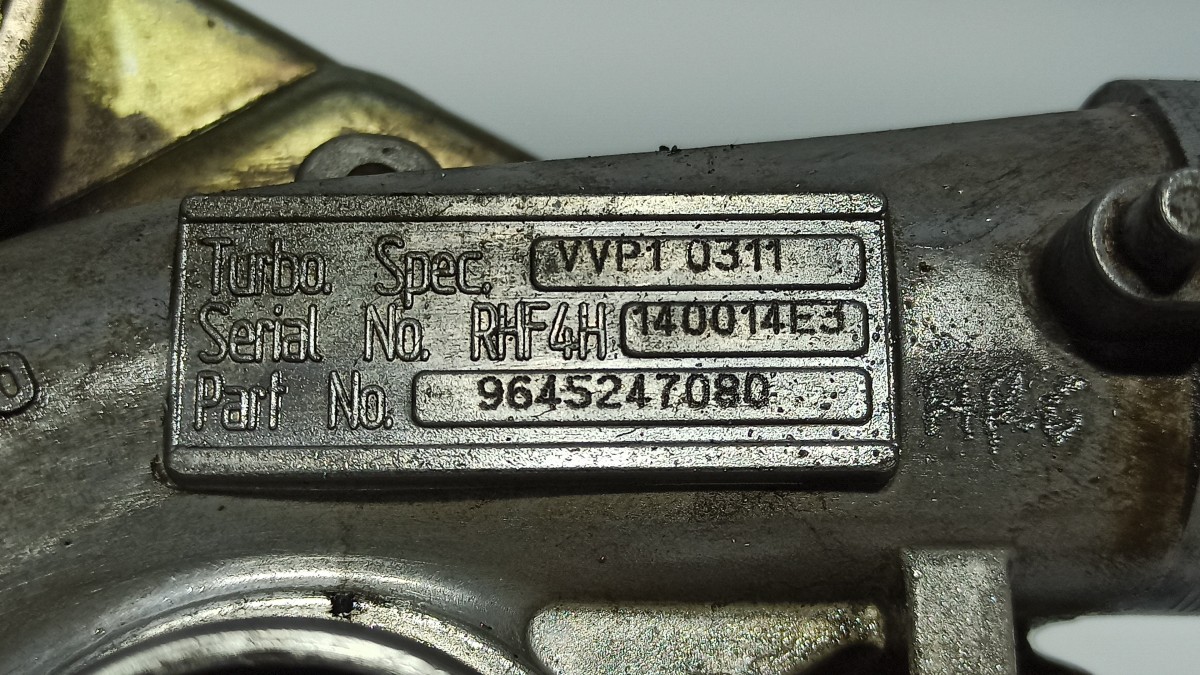 Turbo. Spec. VVP1 0311
Serial No. RHF4H 140014E3
Part No. 9645247080